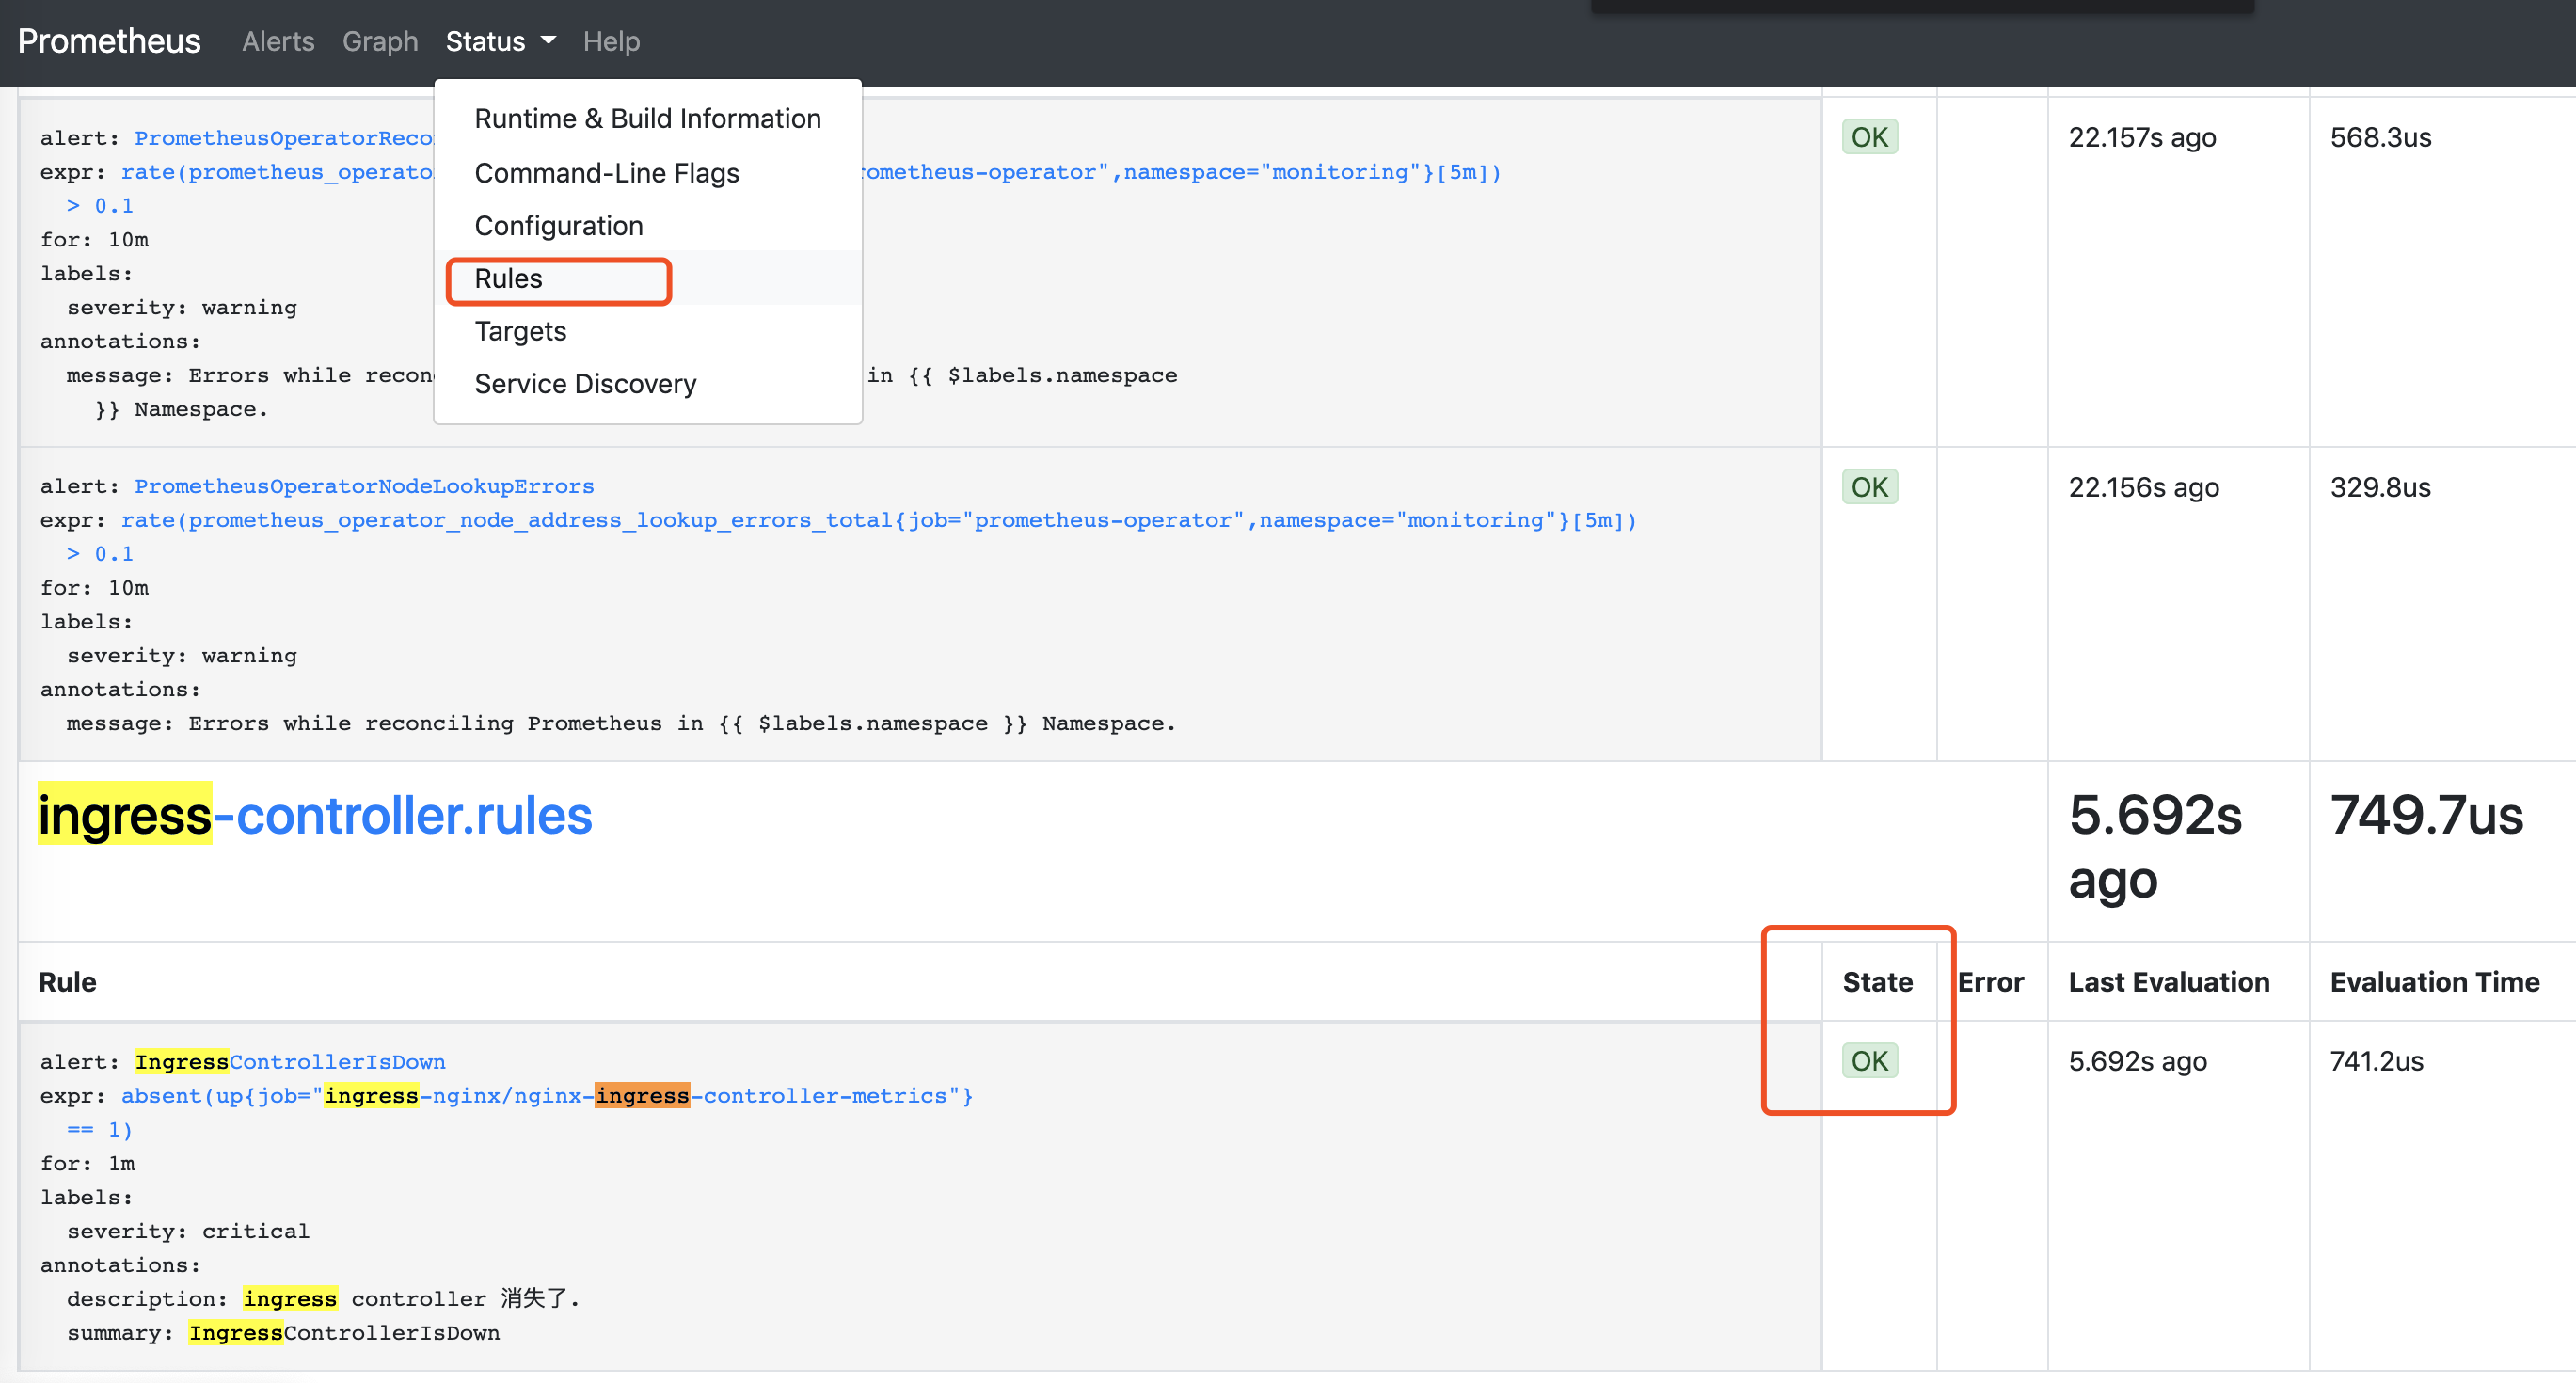 Prometheus Alerts Graph Status Help
Runtime & Build Information
Command-Line Flags
Configuration
Rules
Targets
Service Discovery
alert: PrometheusOperatorReco
expr: rate(prometheus_operato rometheus-operator",namespace="monitoring"}[5m])
> 0.1
for: 10m
labels:
severity: warning
annotations:
message: Errors while recon in {{ $labels.namespace
}} Namespace.
OK 22.157s ago 568.3us
alert: PrometheusOperatorNodeLookupErrors
expr: rate(prometheus_operator_node_address_lookup_errors_total{job="prometheus-operator",namespace="monitoring"}[5m])
> 0.1
for: 10m
labels:
severity: warning
annotations:
message: Errors while reconciling Prometheus in {{ $labels.namespace }} Namespace.
OK 22.156s ago 329.8us
ingress-controller.rules 5.692s 749.7us
ago
Rule State Error Last Evaluation Evaluation Time
alert: IngressControllerIsDown
expr: absent(up{job="ingress-nginx/nginx-ingress-controller-metrics"}
== 1)
for: 1m
labels:
severity: critical
annotations:
description: ingress controller 消失了.
summary: IngressControllerIsDown
OK 5.692s ago 741.2us